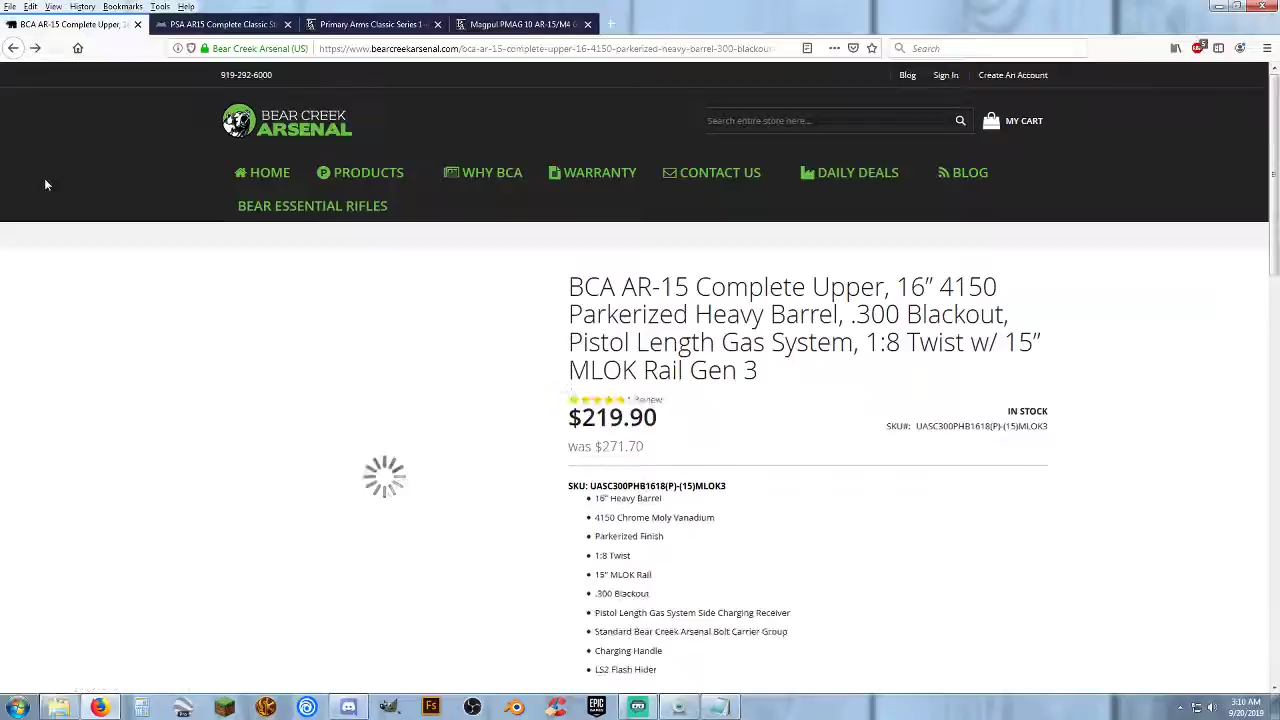 File Edit View History Bookmarks Tools Help
BCA AR-15 Complete Upper, 1
PSA AR15 Complete Classic St
Primary Arms Classic Series 1
Magpul PMAG 10 AR-15/M4 G
Bear Creek Arsenal (US)
https://www.bearcreekarsenal.com/bca-ar-15-complete-upper-16-4150-parkerized-heavy-barrel-300-blackou
Search
919-292-6000
Blog
Sign In
Create An Account
BEAR CREEK
ARSENAL
Search entire store here...
MY CART
HOME
PRODUCTS
WHY BCA
WARRANTY
CONTACT US
DAILY DEALS
BLOG
BEAR ESSENTIAL RIFLES
BCA AR-15 Complete Upper, 16” 4150
Parkerized Heavy Barrel, .300 Blackout,
Pistol Length Gas System, 1:8 Twist w/ 15”
MLOK Rail Gen 3
1 Review
$219.90
IN STOCK
SKU#: UASC300PHB1618(P)-(15)MLOK3
was $271.70
SKU: UASC300PHB1618(P)-(15)MLOK3
16” Heavy Barrel
4150 Chrome Moly Vanadium
Parkerized Finish
1:8 Twist
15” MLOK Rail
.300 Blackout
Pistol Length Gas System Side Charging Receiver
Standard Bear Creek Arsenal Bolt Carrier Group
Charging Handle
LS2 Flash Hider
Fs
EPIC GAMES
3:10 AM
9/20/2019